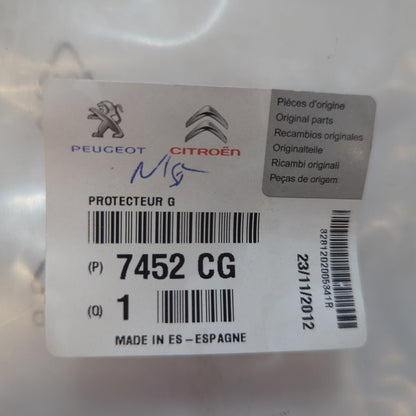 PEUGEOT
CITROËN
Pièces d'origine
Original parts
Recambios originales
Originalteile
Ricambi originali
Peças de origem
PROTECTEUR G
(P) 7452 CG
(Q) 1
MADE IN ES-ESPAGNE
23/11/2012
3281202005341R